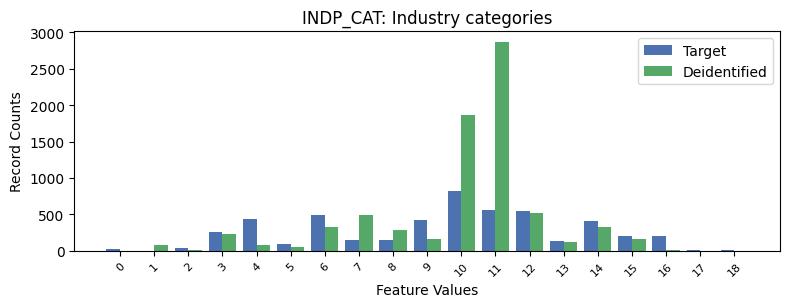 INDP_CAT: Industry categories
3000
2500
2000
1500
1000
500
0
Record Counts
Target
Deidentified
0 1 2 3 4 5 6 7 8 9 10 11 12 13 14 15 16 17 18
Feature Values